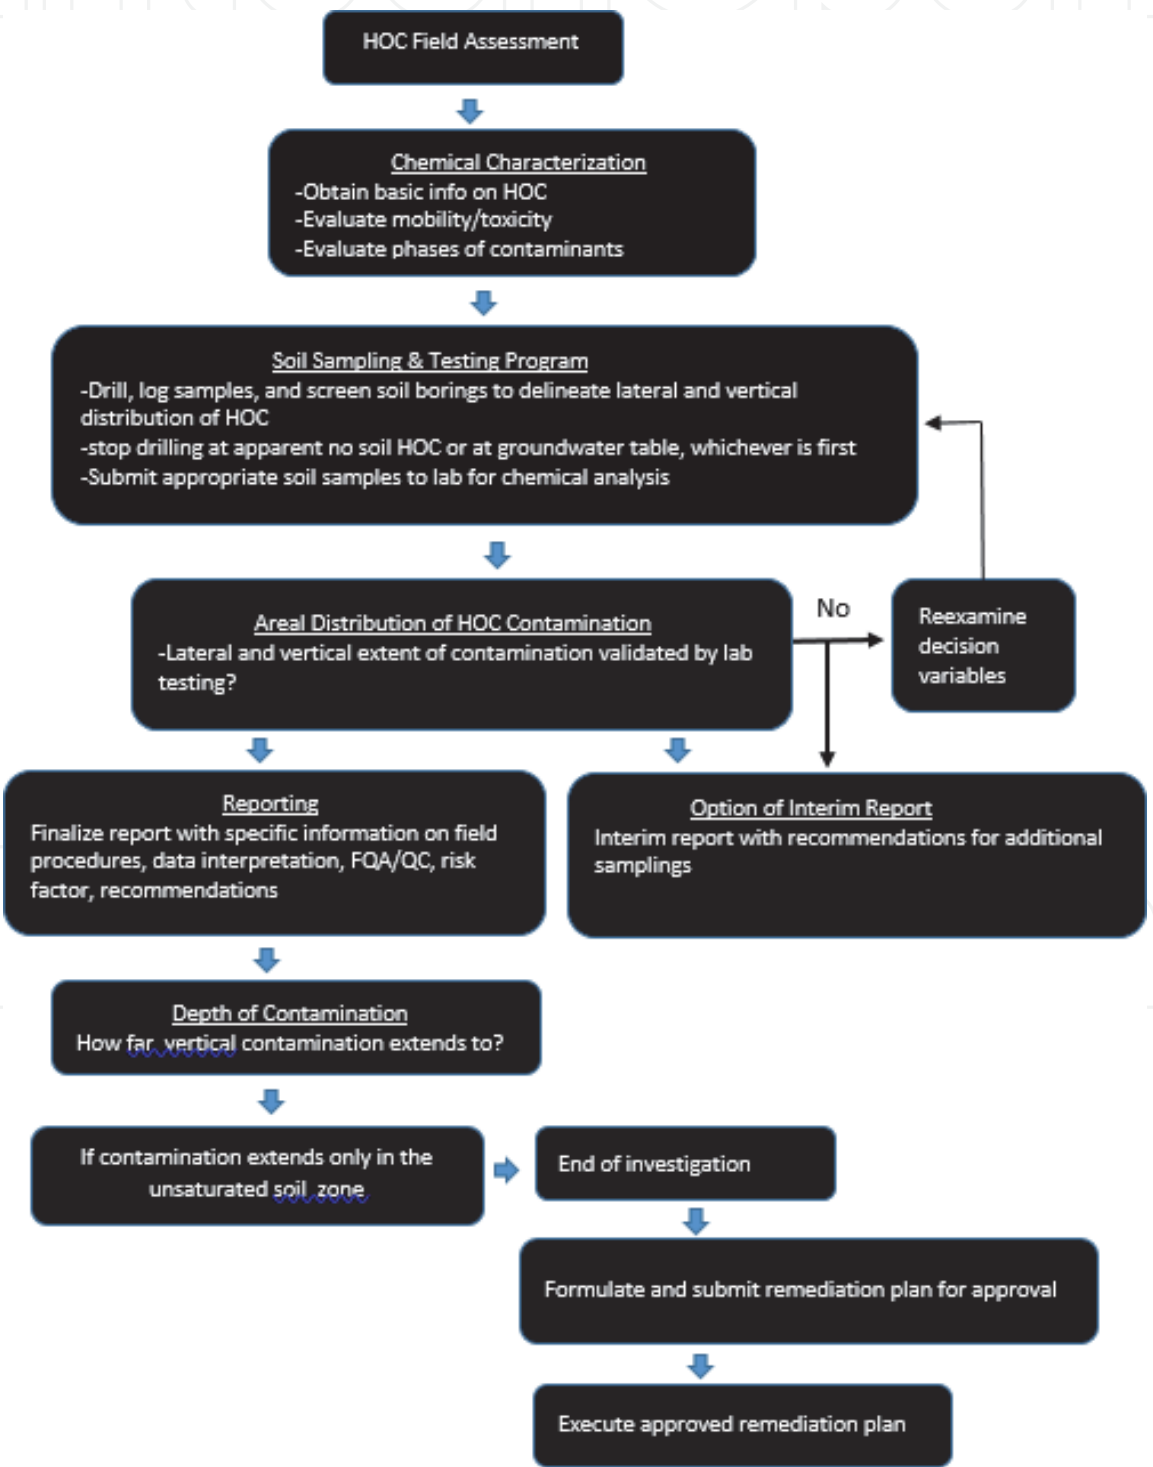 HOC Field Assessment
Chemical Characterization
-Obtain basic info on HOC
-Evaluate mobility/toxicity
-Evaluate phases of contaminants
Soil Sampling & Testing Program
-Drill, log samples, and screen soil borings to delineate lateral and vertical
distribution of HOC
-stop drilling at apparent no soil HOC or at groundwater table, whichever is first
-Submit appropriate soil samples to lab for chemical analysis
Areal Distribution of HOC Contamination
-Lateral and vertical extent of contamination validated by lab
testing?
No
Reexamine
decision
variables
Reporting
Finalize report with specific information on field
procedures, data interpretation, FQA/QC, risk
factor, recommendations
Option of Interim Report
Interim report with recommendations for additional
samplings
Depth of Contamination
How far vertical contamination extends to?
If contamination extends only in the
unsaturated soil zone
End of investigation
Formulate and submit remediation plan for approval
Execute approved remediation plan